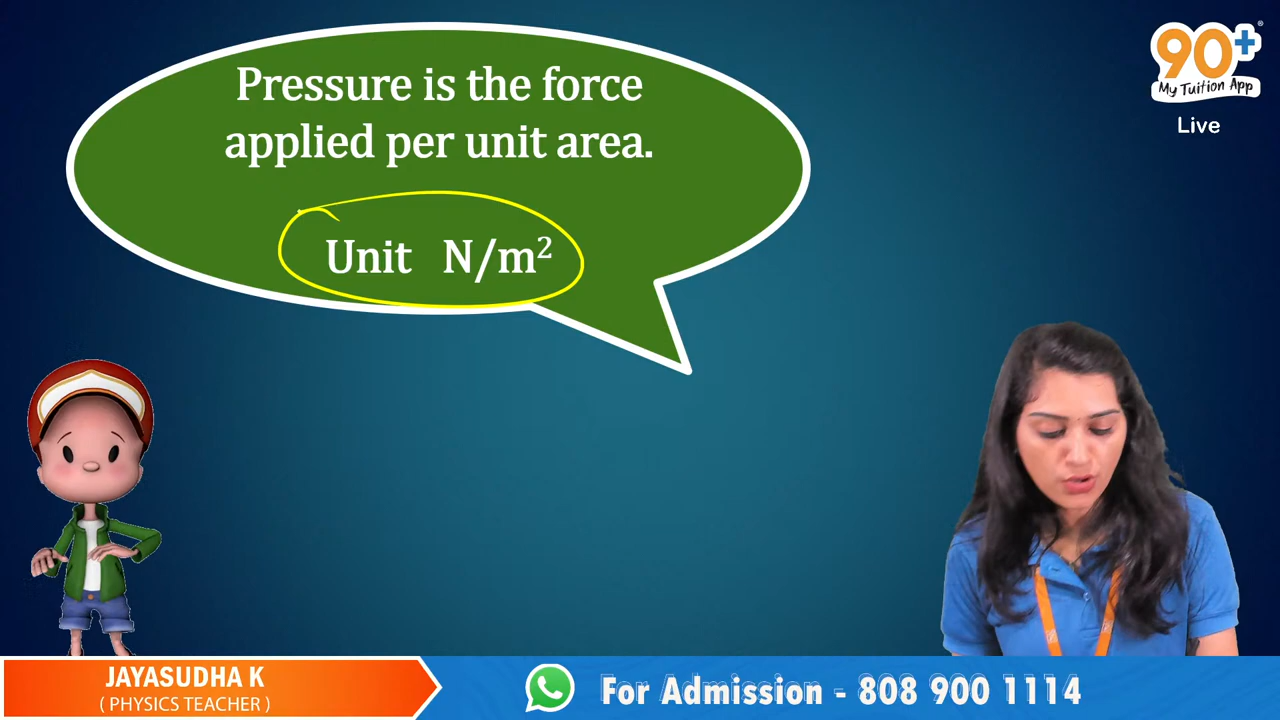 Pressure is the force
applied per unit area.
Unit N/m²
90+
®
My Tuition App
Live
JAYASUDHA K
( PHYSICS TEACHER )
For Admission - 808 900 1114